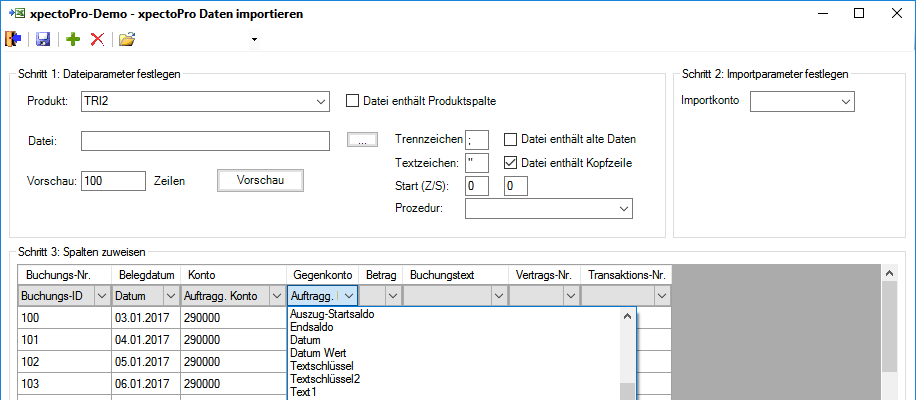 xpectoPro-Demo - xpectoPro Daten importieren
Schritt 1: Dateiparameter festlegen
Schritt 2: Importparameter festlegen
Produkt: TRI2 Datei enthält Produktspalte
Importkonto
Datei: ... Trennzeichen ; Datei enthält alte Daten
Textzeichen: " Datei enthält Kopfzeile
Vorschau: 100 Zeilen Vorschau Start (Z/S): 0 0
Prozedur:
Schritt 3: Spalten zuweisen
Buchungs-Nr. Belegdatum Konto Gegenkonto Betrag Buchungstext Vertrags-Nr. Transaktions-Nr.
Buchungs-ID Datum Auftragg. Konto Auftragg.
100 03.01.2017 290000
101 04.01.2017 290000
102 05.01.2017 290000
103 06.01.2017 290000
Auszug-Startsaldo
Endsaldo
Datum
Datum Wert
Textschlüssel
Textschlüssel2
Text1